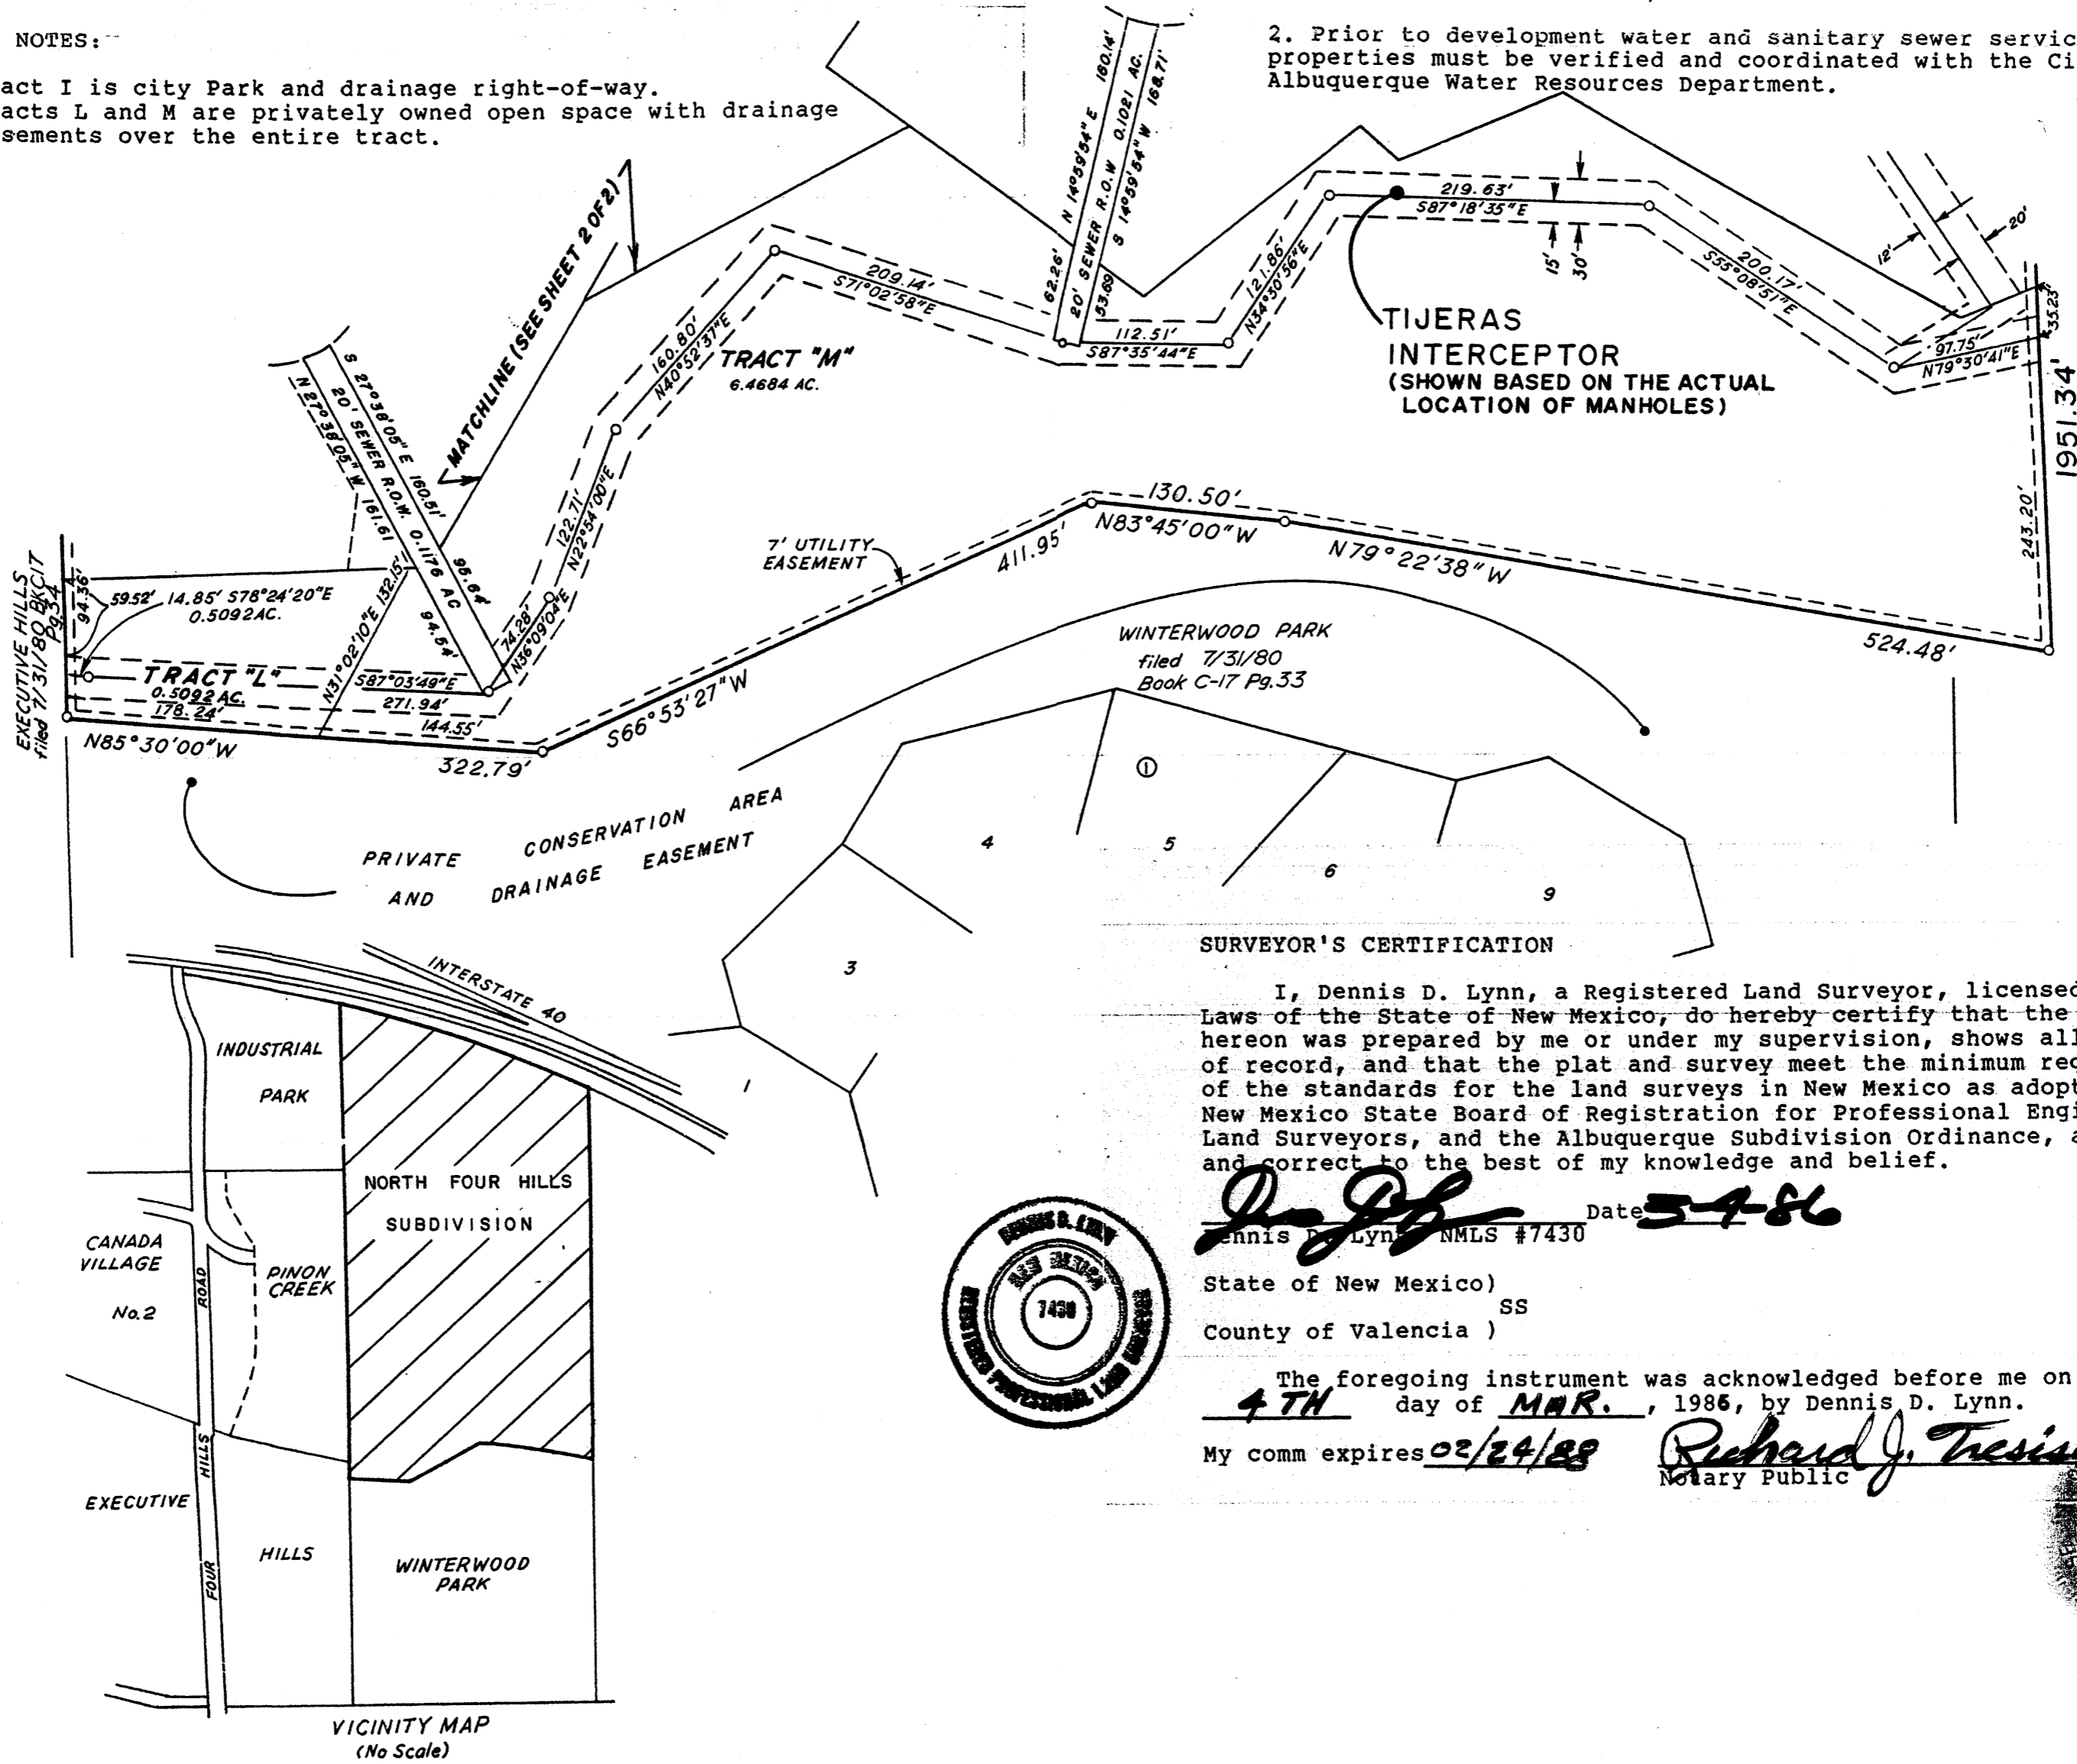 NOTES:
act I is city Park and drainage right-of-way.
acts L and M are privately owned open space with drainage
sements over the entire tract.
2. Prior to development water and sanitary sewer servic
properties must be verified and coordinated with the Ci
Albuquerque Water Resources Department.
MATCHLINE (SEE SHEET 2 OF 2)
N 14°59'54" E 160.14'
62.26'
20' SEWER R.O.W 0.1021 AC.
S 14°59'54" W 168.71'
53.69
219.63'
S87°18'35"E
15'
30'
121.86'
N34°30'56"E
112.51'
S87°35'44"E
209.14'
S71°02'58"E
160.80'
N40°52'37"E
TRACT "M"
6.4684 AC.
TIJERAS
INTERCEPTOR
(SHOWN BASED ON THE ACTUAL
LOCATION OF MANHOLES)
200.17'
S55°08'51"E
12'
20'
97.75'
N79°30'41"E
35.23'
1951.34'
243.20'
S 27°38'05" E 160.51'
95.64'
20' SEWER R.O.W. 0.1176 AC
N 27°38'05" W 161.61
94.54'
122.71'
N22°54'00"E
74.28'
N36°09'04"E
EXECUTIVE HILLS
filed 7/31/80 BKC17
Pg.34
94.36'
59.52' 14.85' S78°24'20"E
0.5092AC.
N31°02'10"E 132.15'
TRACT "L"
0.5092 AC.
178.24'
S87°03'49"E
271.94'
144.55'
N85°30'00"W
322.79'
S66°53'27"W
411.95'
7' UTILITY
EASEMENT
130.50'
N83°45'00"W
N79°22'38"W
524.48'
WINTERWOOD PARK
filed 7/31/80
Book C-17 Pg.33
1
4
5
6
9
3
PRIVATE CONSERVATION AREA
AND DRAINAGE EASEMENT
INTERSTATE 40
INDUSTRIAL
PARK
NORTH FOUR HILLS
SUBDIVISION
CANADA
VILLAGE
No.2
PINON
CREEK
FOUR HILLS ROAD
EXECUTIVE
HILLS
WINTERWOOD
PARK
VICINITY MAP
(No Scale)
SURVEYOR'S CERTIFICATION
I, Dennis D. Lynn, a Registered Land Surveyor, licensed
Laws of the State of New Mexico, do hereby certify that the
hereon was prepared by me or under my supervision, shows all
of record, and that the plat and survey meet the minimum rec
of the standards for the land surveys in New Mexico as adopt
New Mexico State Board of Registration for Professional Engi
Land Surveyors, and the Albuquerque Subdivision Ordinance, a
and correct to the best of my knowledge and belief.
Date 3-4-86
Dennis D. Lynn NMLS #7430
DENNIS D. LYNN
NEW MEXICO
7430
REGISTERED PROFESSIONAL LAND SURVEYOR
State of New Mexico)
SS
County of Valencia )
The foregoing instrument was acknowledged before me on
4TH day of MAR. , 1986, by Dennis D. Lynn.
My comm expires 02/24/88 Richard J.
Notary Public